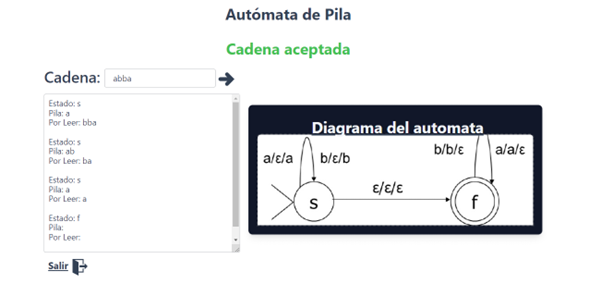 Autómata de Pila
Cadena aceptada
Cadena: abba
Estado: s
Pila: a
Por Leer: bba
Estado: s
Pila: ab
Por Leer: ba
Estado: s
Pila: a
Por Leer: a
Estado: f
Pila:
Por Leer:
Salir
Diagrama del automata
a/ε/a b/ε/b
b/b/ε a/a/ε
ε/ε/ε
s
f